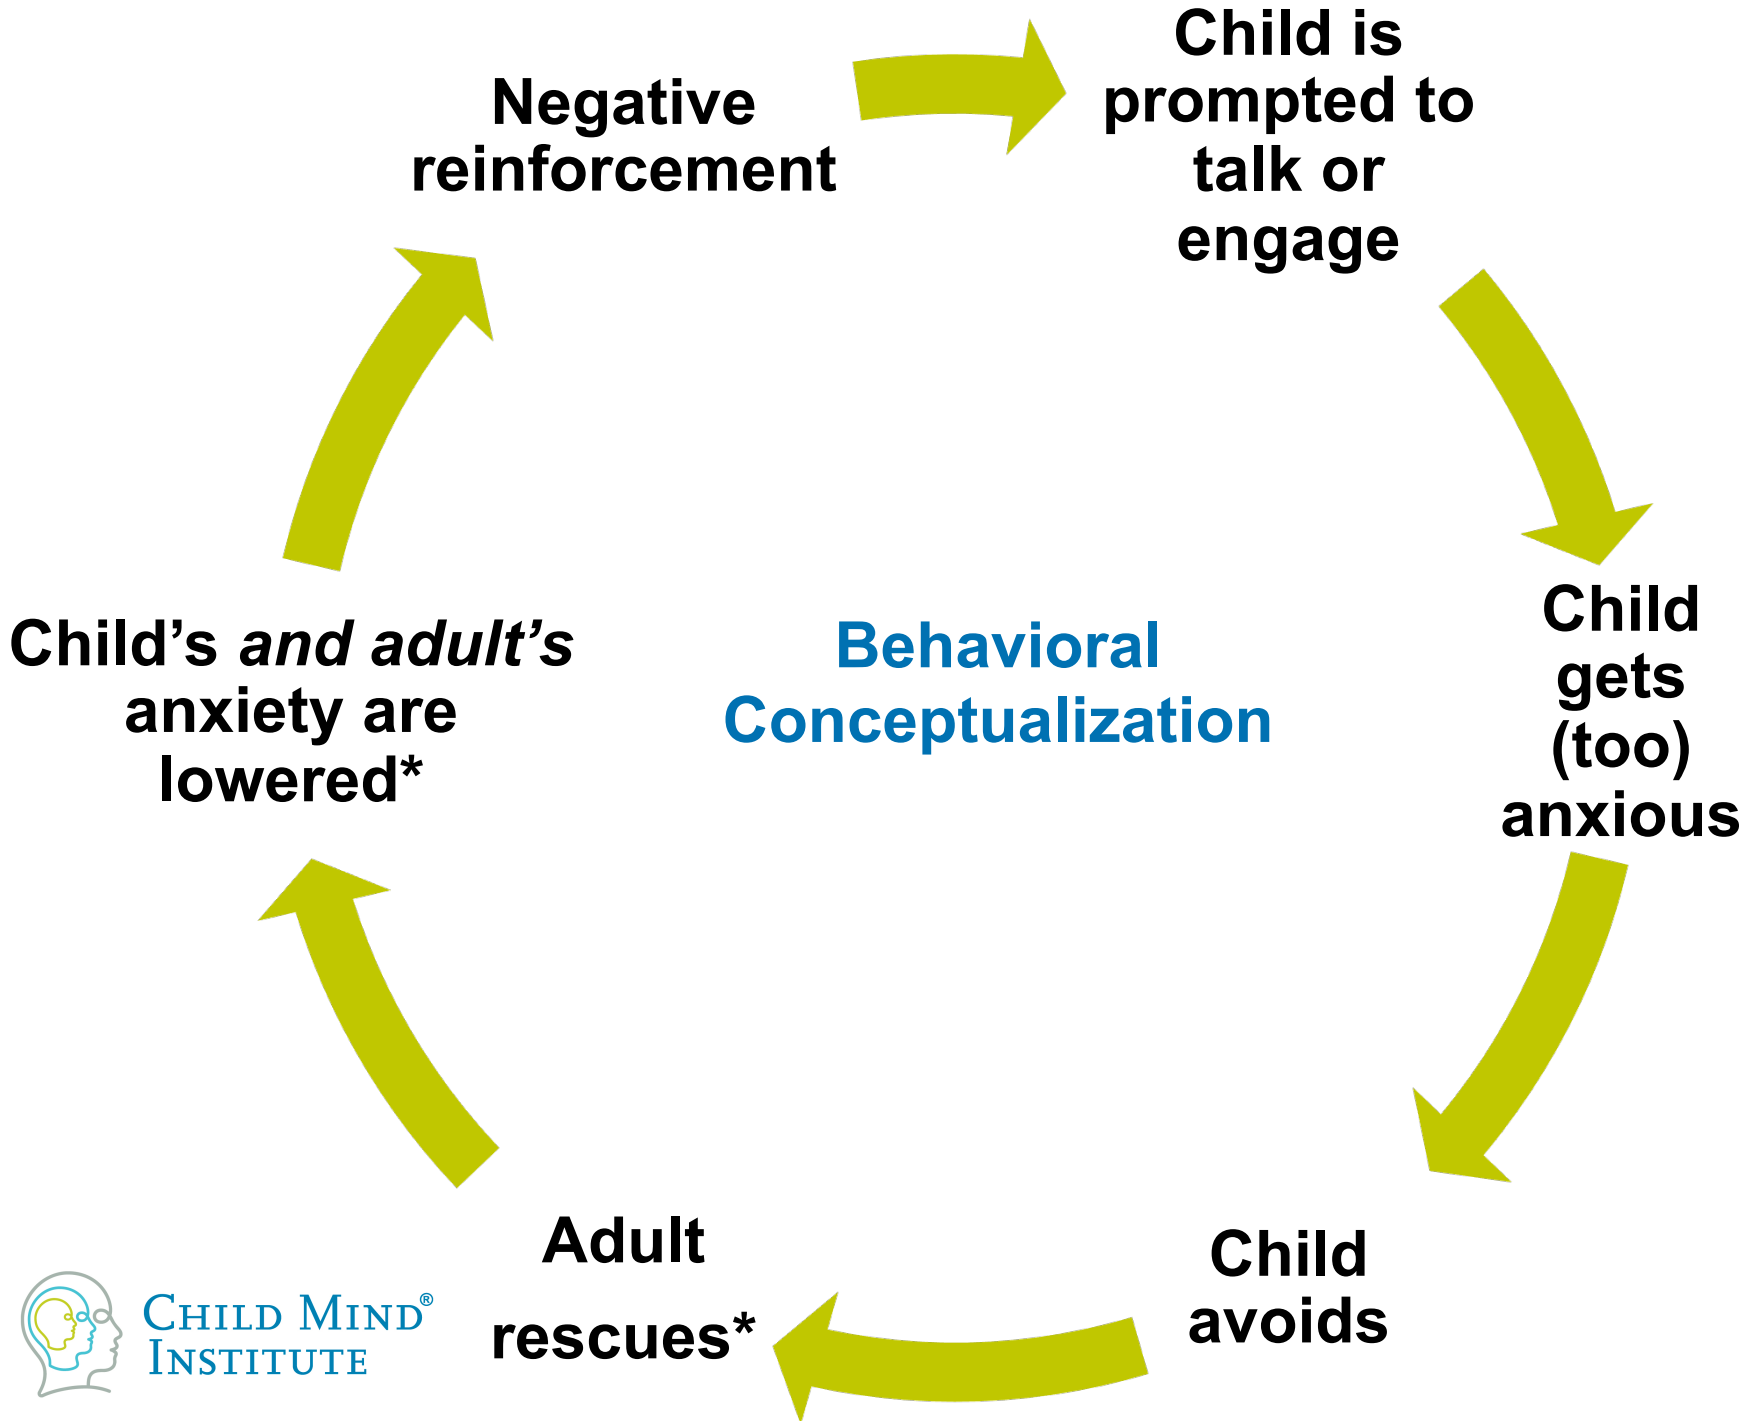 Child is
prompted to
talk or
engage
Child
gets
(too)
anxious
Child
avoids
Adult
rescues*
Child’s and adult’s
anxiety are
lowered*
Negative
reinforcement
Behavioral
Conceptualization
CHILD MIND®
INSTITUTE